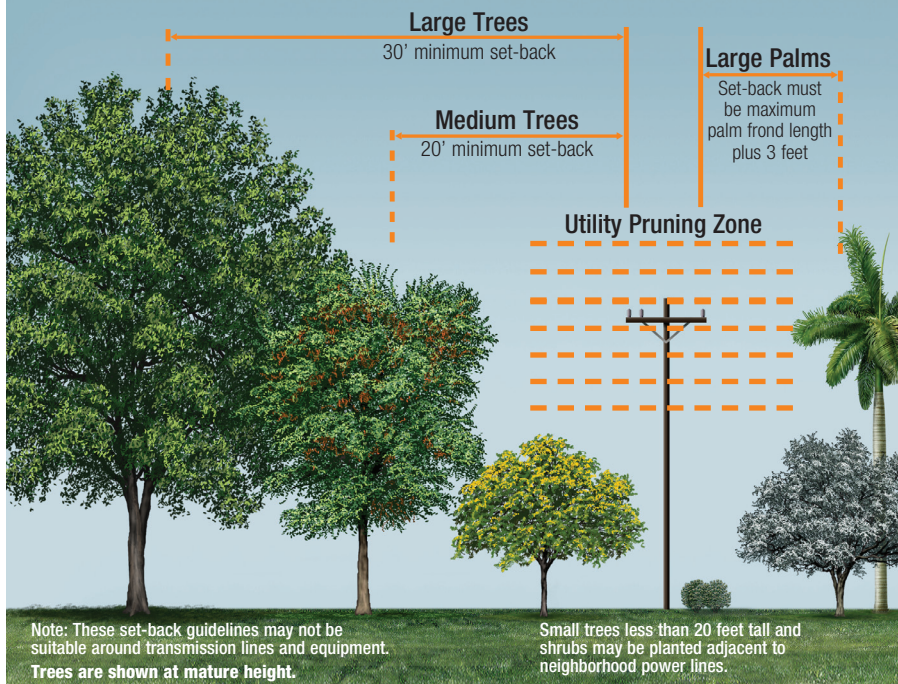 Large Trees
30’ minimum set-back
Large Palms
Set-back must
be maximum
palm frond length
plus 3 feet
Medium Trees
20’ minimum set-back
Utility Pruning Zone
Note: These set-back guidelines may not be
suitable around transmission lines and equipment.
Trees are shown at mature height.
Small trees less than 20 feet tall and
shrubs may be planted adjacent to
neighborhood power lines.